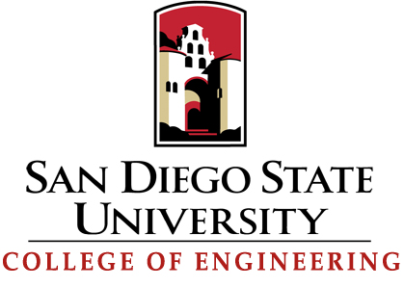 SAN DIEGO STATE
UNIVERSITY
COLLEGE OF ENGINEERING